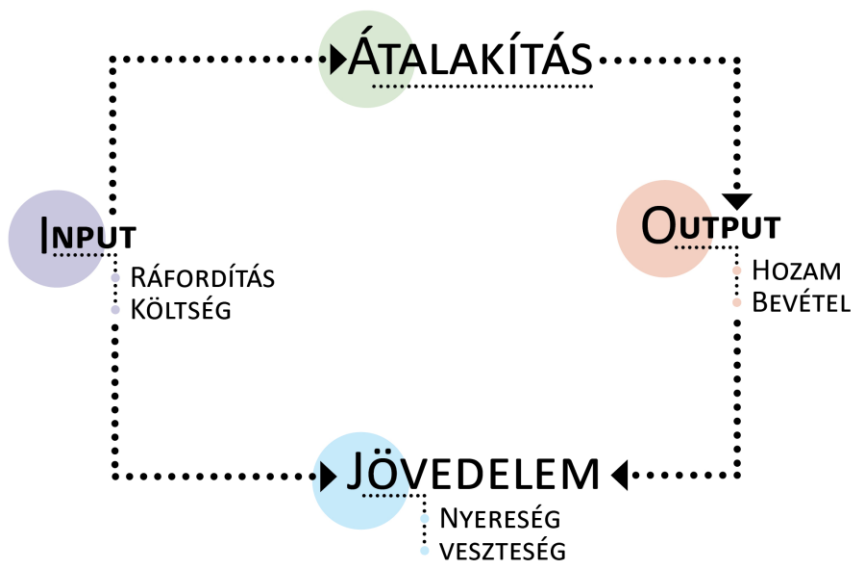 Átalakítás
Input
Ráfordítás
Költség
Output
Hozam
Bevétel
Jövedelem
Nyereség
veszteség